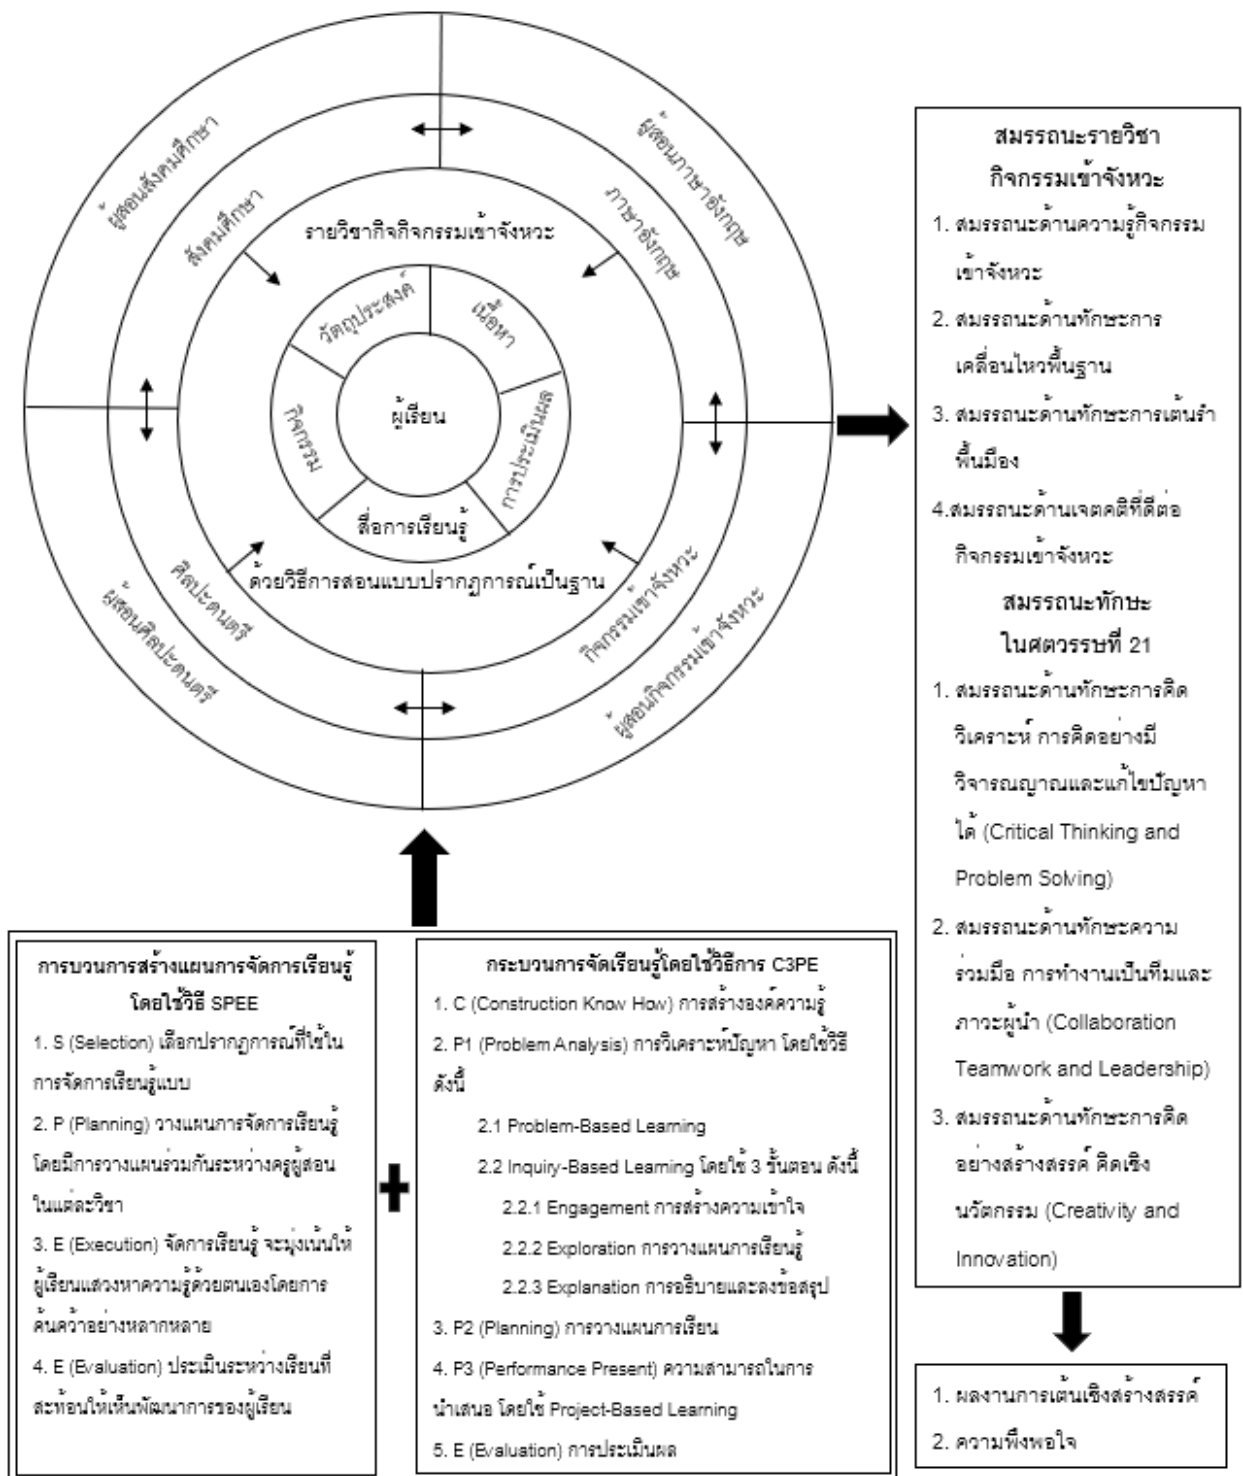 ผู้สอนสังคมศึกษา
ผู้สอนภาษาอังกฤษ
สังคมศึกษา
ภาษาอังกฤษ
รายวิชากิจกิจกรรมเข้าจังหวะ
วัตถุประสงค์
เนื้อหา
กิจกรรม
ผู้เรียน
การประเมินผล
สื่อการเรียนรู้
ด้วยวิธีการสอนแบบปรากฏการณ์เป็นฐาน
ศิลปะดนตรี
กิจกรรมเข้าจังหวะ
ผู้สอนศิลปะดนตรี
ผู้สอนกิจกรรมเข้าจังหวะ
สมรรถนะรายวิชา
กิจกรรมเข้าจังหวะ
1. สมรรถนะด้านความรู้กิจกรรม
เข้าจังหวะ
2. สมรรถนะด้านทักษะการ
เคลื่อนไหวพื้นฐาน
3. สมรรถนะด้านทักษะการเต้นรำ
พื้นมือง
4.สมรรถนะด้านเจตคติที่ดีต่อ
กิจกรรมเข้าจังหวะ
สมรรถนะทักษะ
ในศตวรรษที่ 21
1. สมรรถนะด้านทักษะการคิด
วิเคราะห์ การคิดอย่างมี
วิจารณญาณและแก้ไขปัญหา
ได้ (Critical Thinking and
Problem Solving)
2. สมรรถนะด้านทักษะความ
ร่วมมือ การทำงานเป็นทีมและ
ภาวะผู้นำ (Collaboration
Teamwork and Leadership)
3. สมรรถนะด้านทักษะการคิด
อย่างสร้างสรรค์ คิดเชิง
นวัตกรรม (Creativity and
Innovation)
การบวนการสร้างแผนการจัดการเรียนรู้
โดยใช้วิธี SPEE
1. S (Selection) เลือกปรากฏการณ์ที่ใช้ใน
การจัดการเรียนรู้แบบ
2. P (Planning) วางแผนการจัดการเรียนรู้
โดยมีการวางแผนร่วมกันระหว่างครูผู้สอน
ในแต่ละวิชา
3. E (Execution) จัดการเรียนรู้ จะมุ่งเน้นให้
ผู้เรียนแสวงหาความรู้ด้วยตนเองโดยการ
ค้นคว้าอย่างหลากหลาย
4. E (Evaluation) ประเมินระหว่างเรียนที่
สะท้อนให้เห็นพัฒนาการของผู้เรียน
กระบวนการจัดเรียนรู้โดยใช้วิธีการ C3PE
1. C (Construction Know How) การสร้างองค์ความรู้
2. P1 (Problem Analysis) การวิเคราะห์ปัญหา โดยใช้วิธี
ดังนี้
2.1 Problem-Based Learning
2.2 Inquiry-Based Learning โดยใช้ 3 ขั้นตอน ดังนี้
2.2.1 Engagement การสร้างความเข้าใจ
2.2.2 Exploration การวางแผนการเรียนรู้
2.2.3 Explanation การอธิบายและลงข้อสรุป
3. P2 (Planning) การวางแผนการเรียน
4. P3 (Performance Present) ความสามารถในการ
นำเสนอ โดยใช้ Project-Based Learning
5. E (Evaluation) การประเมินผล
1. ผลงานการเต้นเชิงสร้างสรรค์
2. ความพึงพอใจ